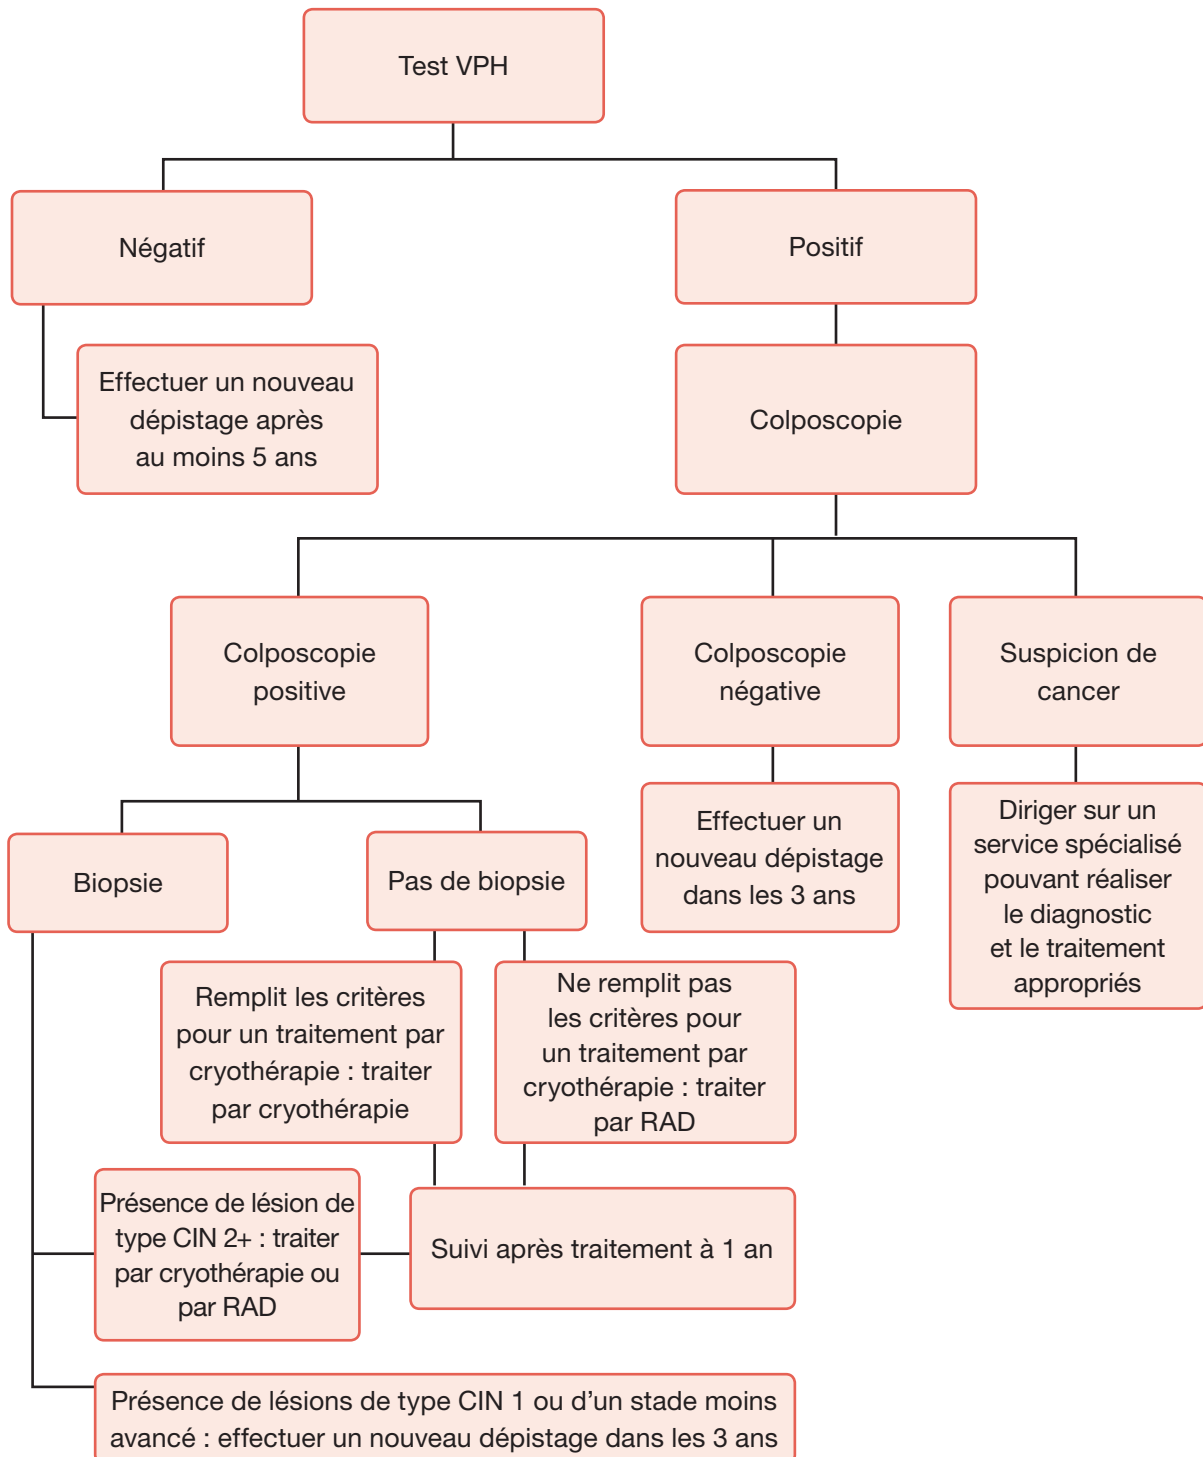 Test VPH
Négatif
Positif
Effectuer un nouveau
dépistage après
au moins 5 ans
Colposcopie
Colposcopie
positive
Colposcopie
négative
Suspicion de
cancer
Biopsie
Pas de biopsie
Effectuer un
nouveau dépistage
dans les 3 ans
Diriger sur un
service spécialisé
pouvant réaliser
le diagnostic
et le traitement
appropriés
Remplit les critères
pour un traitement par
cryothérapie : traiter
par cryothérapie
Ne remplit pas
les critères pour
un traitement par
cryothérapie : traiter
par RAD
Présence de lésion de
type CIN 2+ : traiter
par cryothérapie ou
par RAD
Suivi après traitement à 1 an
Présence de lésions de type CIN 1 ou d'un stade moins
avancé : effectuer un nouveau dépistage dans les 3 ans